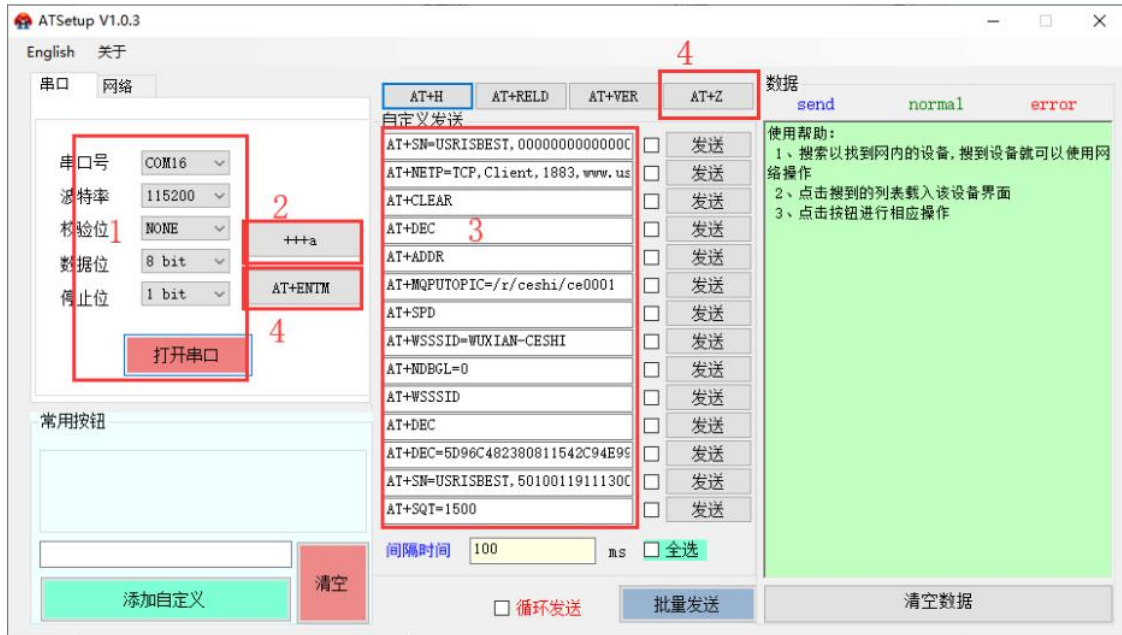 ATSetup V1.0.3
English 关于
串口 网络
串口号 COM16
波特率 115200
校验位 NONE
数据位 8 bit
停止位 1 bit
打开串口
1
2
+++a
AT+ENTM
4
常用按钮
添加自定义
清空
4
AT+H AT+RELD AT+VER AT+Z
自定义发送
AT+SN=USRISBEST,000000000000000 发送
AT+NETP=TCP,Client,1883,www.us 发送
AT+CLEAR 发送
AT+DEC 发送
3
AT+ADDR 发送
AT+MQPUTOPIC=/r/ceshi/ce0001 发送
AT+SPD 发送
AT+WSSSID=WUXIAN-CESHI 发送
AT+NDBGL=0 发送
AT+WSSSID 发送
AT+DEC 发送
AT+DEC=5D96C482380811542C94E99 发送
AT+SN=USRISBEST,50100119111300 发送
AT+SQT=1500 发送
间隔时间 100 ms 全选
循环发送 批量发送
数据
send normal error
使用帮助:
1、搜索以找到网内的设备,搜到设备就可以使用网
络操作
2、点击搜到的列表载入该设备界面
3、点击按钮进行相应操作
清空数据